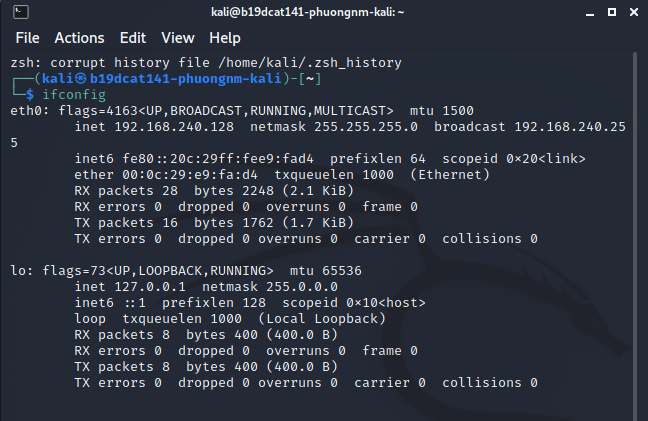 kali@b19dcat141-phuongnm-kali: ~
File Actions Edit View Help
zsh: corrupt history file /home/kali/.zsh_history
┌──(kali㉿b19dcat141-phuongnm-kali)-[~]
└─$ ifconfig
eth0: flags=4163<UP,BROADCAST,RUNNING,MULTICAST>  mtu 1500
        inet 192.168.240.128  netmask 255.255.255.0  broadcast 192.168.240.25
5
        inet6 fe80::20c:29ff:fee9:fad4  prefixlen 64  scopeid 0×20<link>
        ether 00:0c:29:e9:fa:d4  txqueuelen 1000  (Ethernet)
        RX packets 28  bytes 2248 (2.1 KiB)
        RX errors 0  dropped 0  overruns 0  frame 0
        TX packets 16  bytes 1762 (1.7 KiB)
        TX errors 0  dropped 0 overruns 0  carrier 0  collisions 0
lo: flags=73<UP,LOOPBACK,RUNNING>  mtu 65536
        inet 127.0.0.1  netmask 255.0.0.0
        inet6 ::1  prefixlen 128  scopeid 0×10<host>
        loop  txqueuelen 1000  (Local Loopback)
        RX packets 8  bytes 400 (400.0 B)
        RX errors 0  dropped 0  overruns 0  frame 0
        TX packets 8  bytes 400 (400.0 B)
        TX errors 0  dropped 0 overruns 0  carrier 0  collisions 0